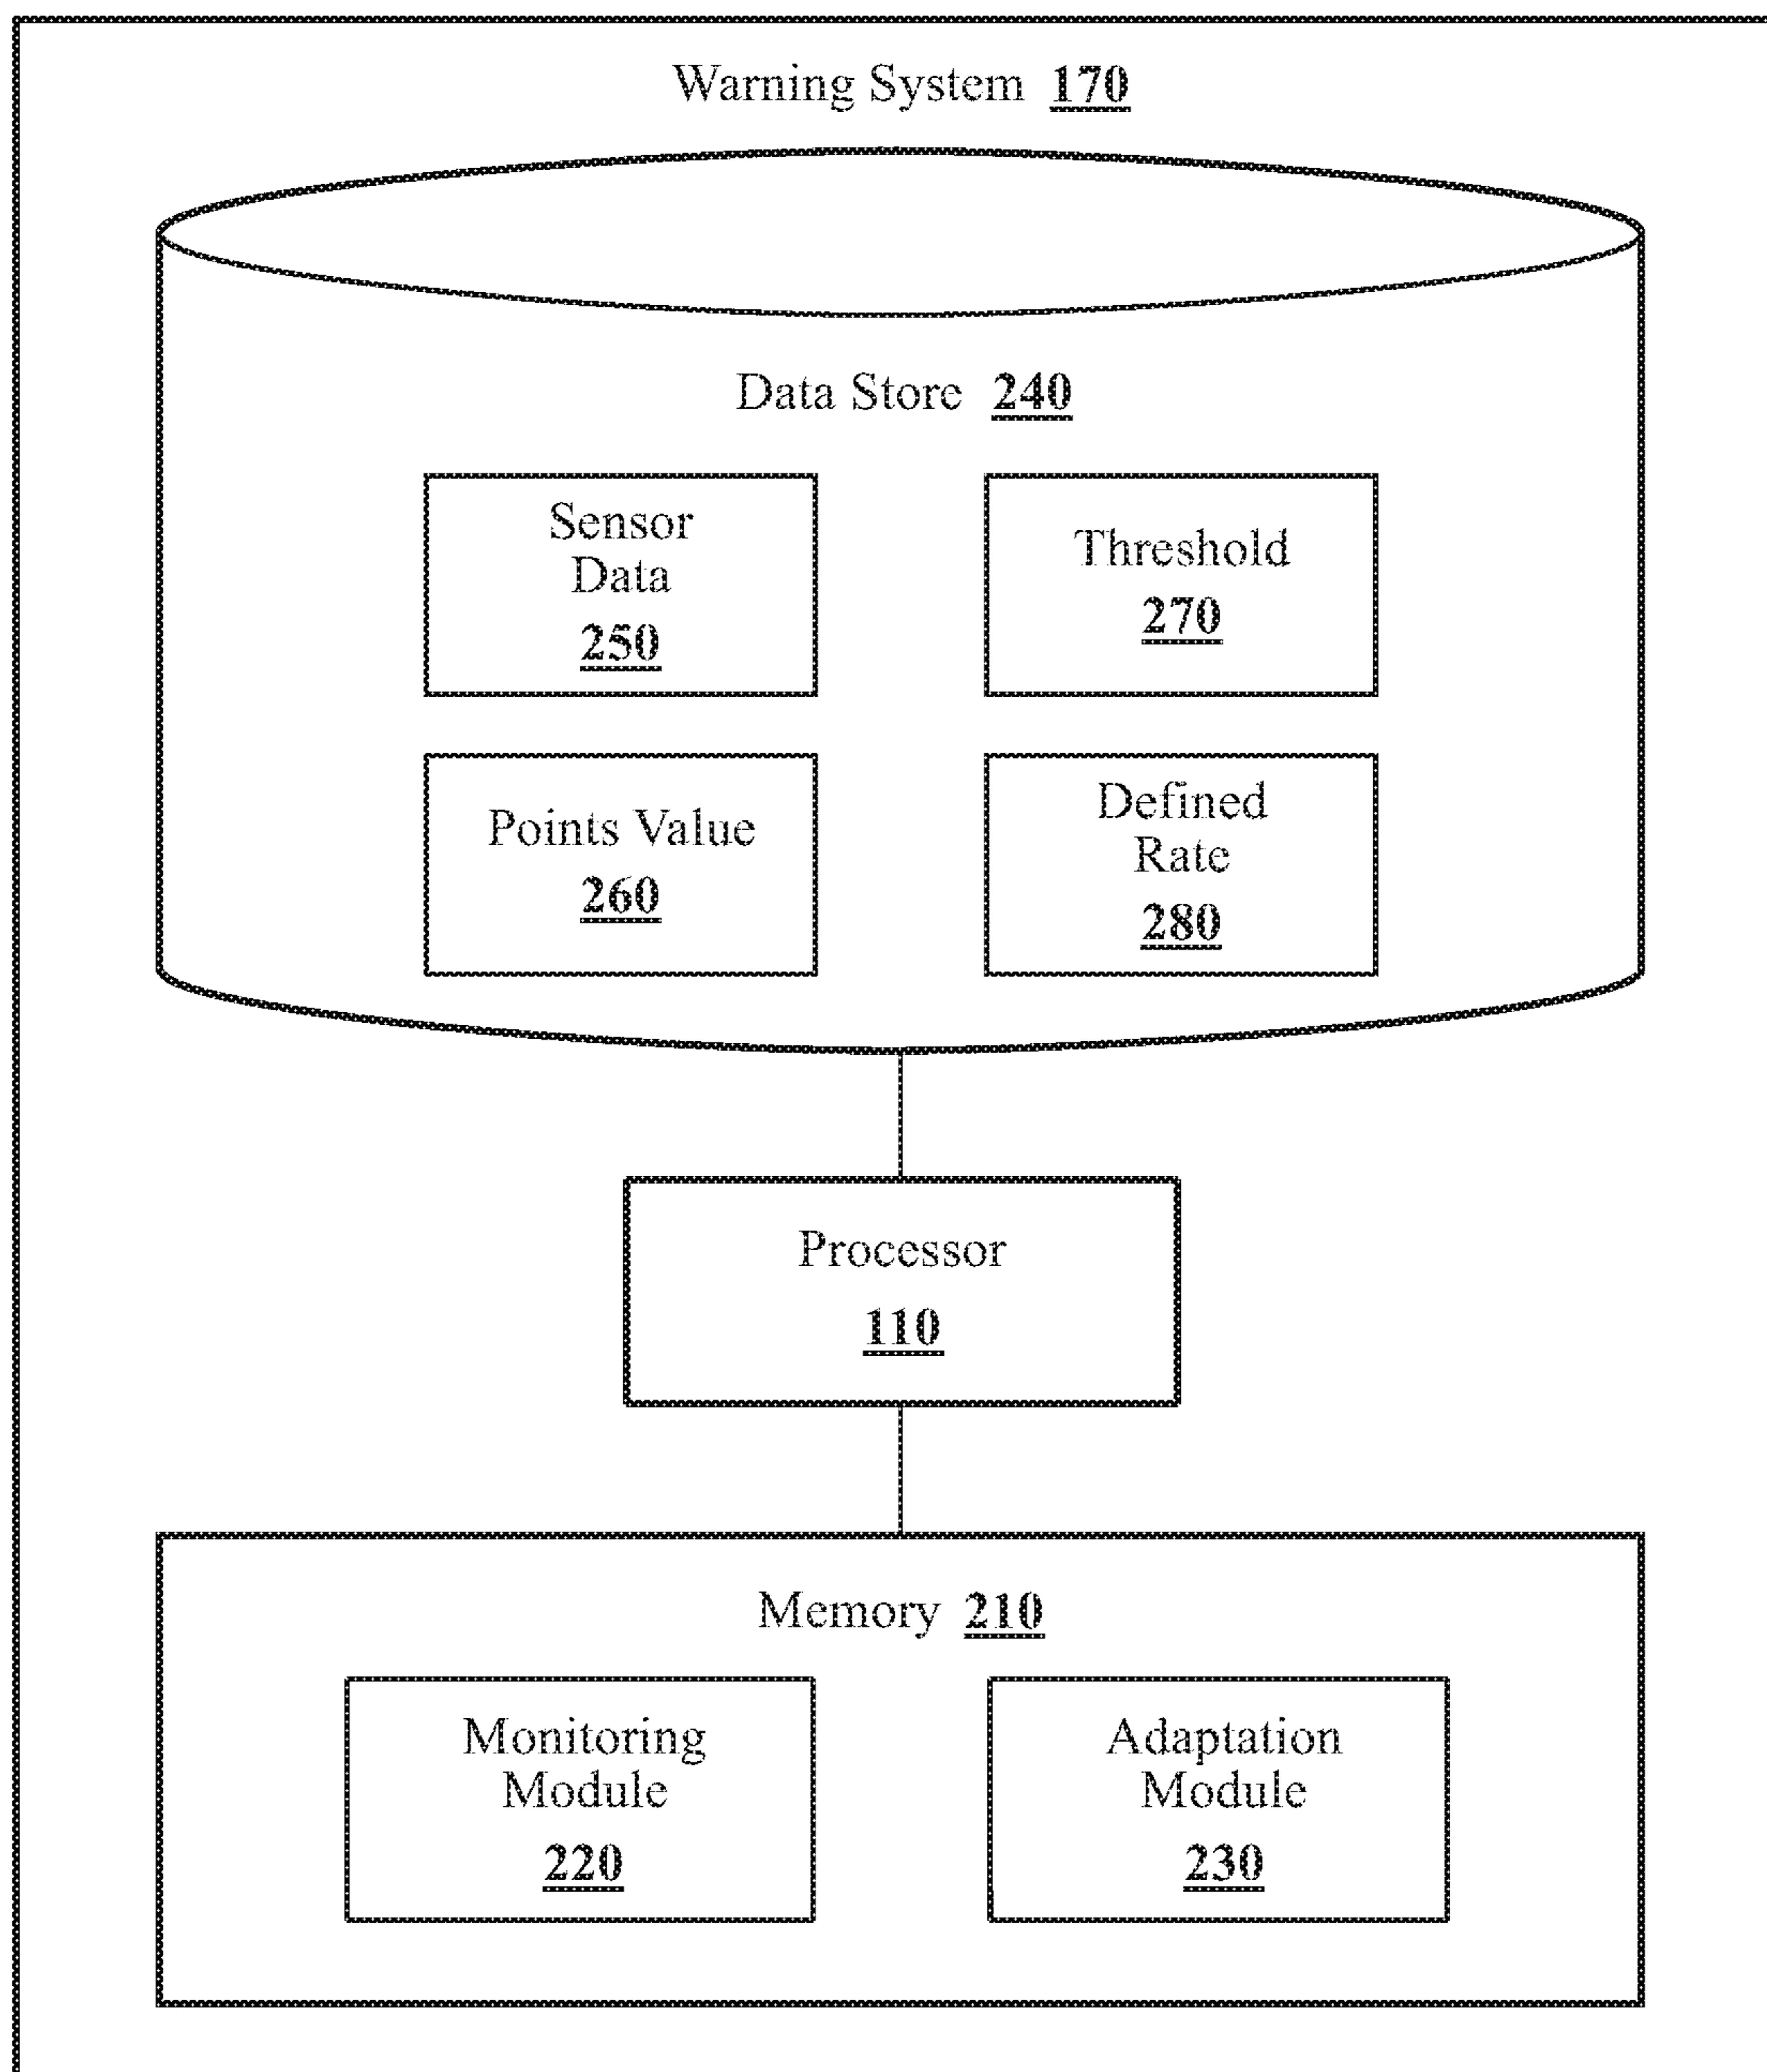 Warning System 170
Data Store 240
Sensor
Data
250
Threshold
270
Points Value
260
Defined
Rate
280
Processor
110
Memory 210
Monitoring
Module
220
Adaptation
Module
230